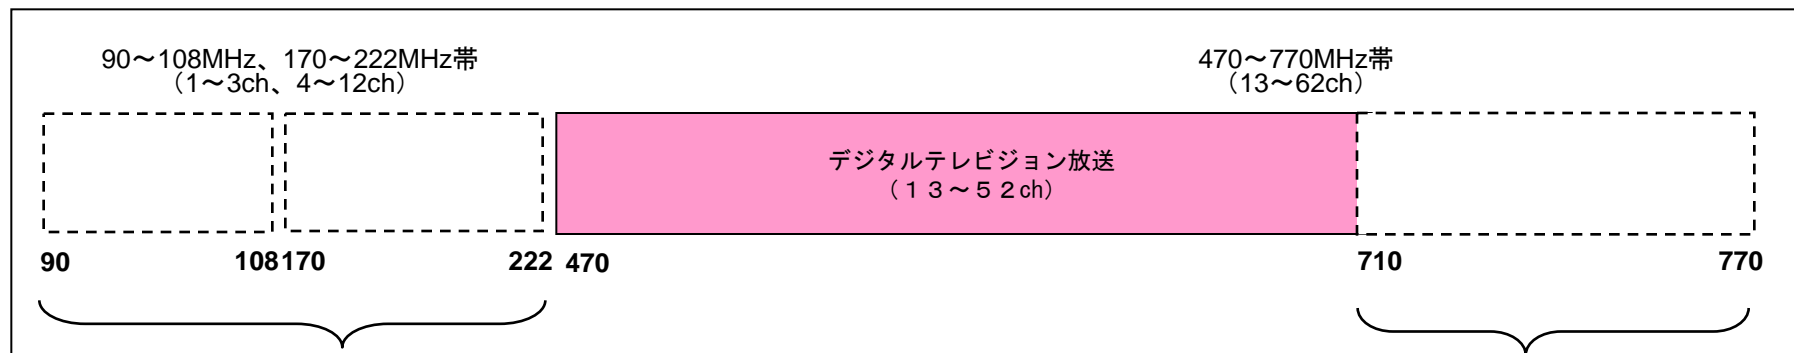 90～108MHz、170～222MHz帯
（1～3ch、4～12ch）
470～770MHz帯
（13～62ch）
デジタルテレビジョン放送
（１３～５２ch）
90 108 170 222 470 710 770